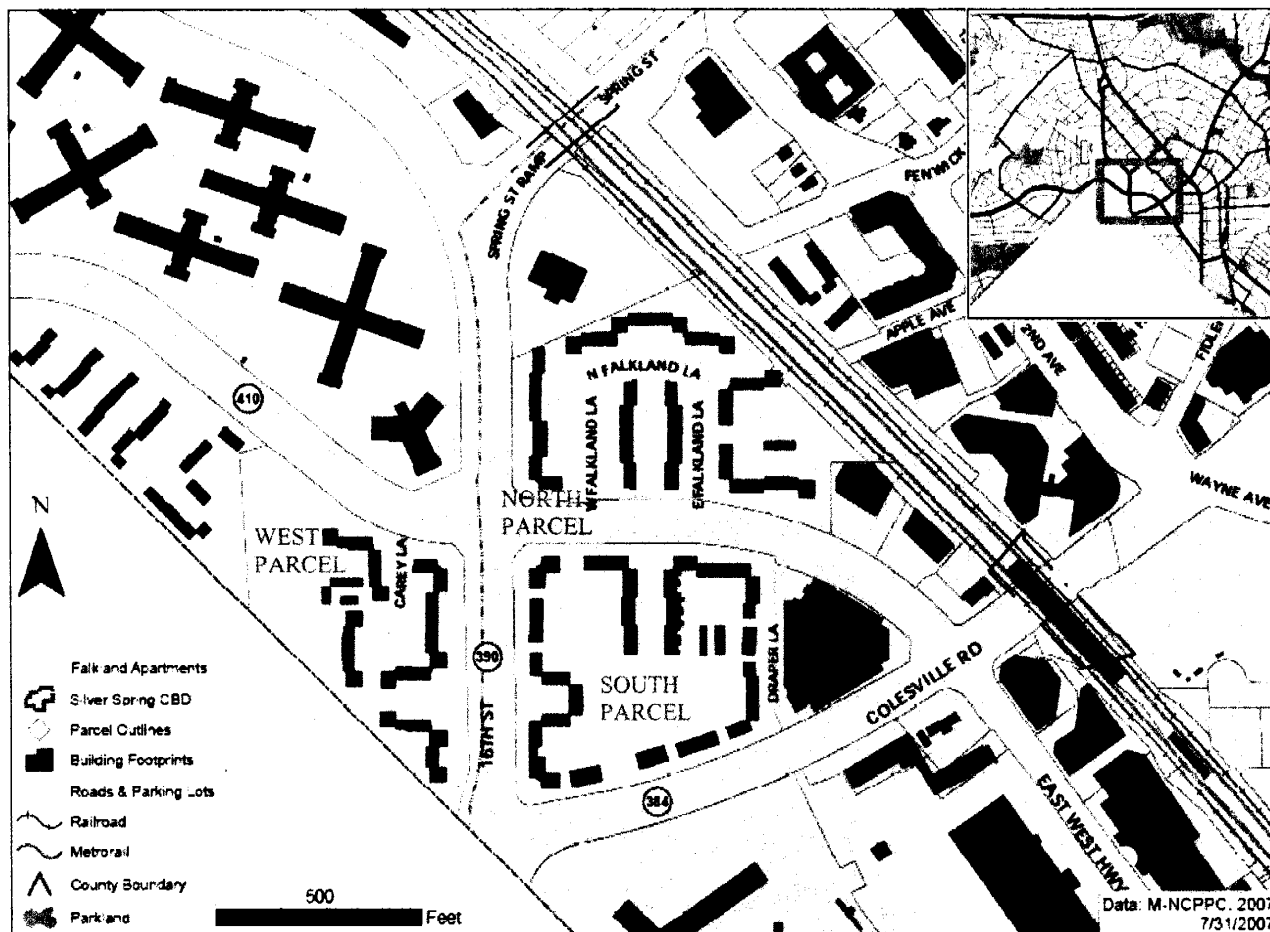 SPRING ST
SPRING ST RAMP
FENWICK
APPLE AVE
2ND AVE
FIDLER
WAYNE AVE
410
N FALKLAND LA
W FALKLAND LA
E FALKLAND LA
NORTH
PARCEL
WEST
PARCEL
CAREY LA
N
390
16TH ST
SOUTH
PARCEL
DRAPER LA
COLESVILLE RD
384
EAST WEST HWY
Falkland Apartments
Silver Spring CBD
Parcel Outlines
Building Footprints
Roads & Parking Lots
Railroad
Metrorail
County Boundary
Parkland
500
Feet
Data: M-NCPPC, 2007
7/31/2007